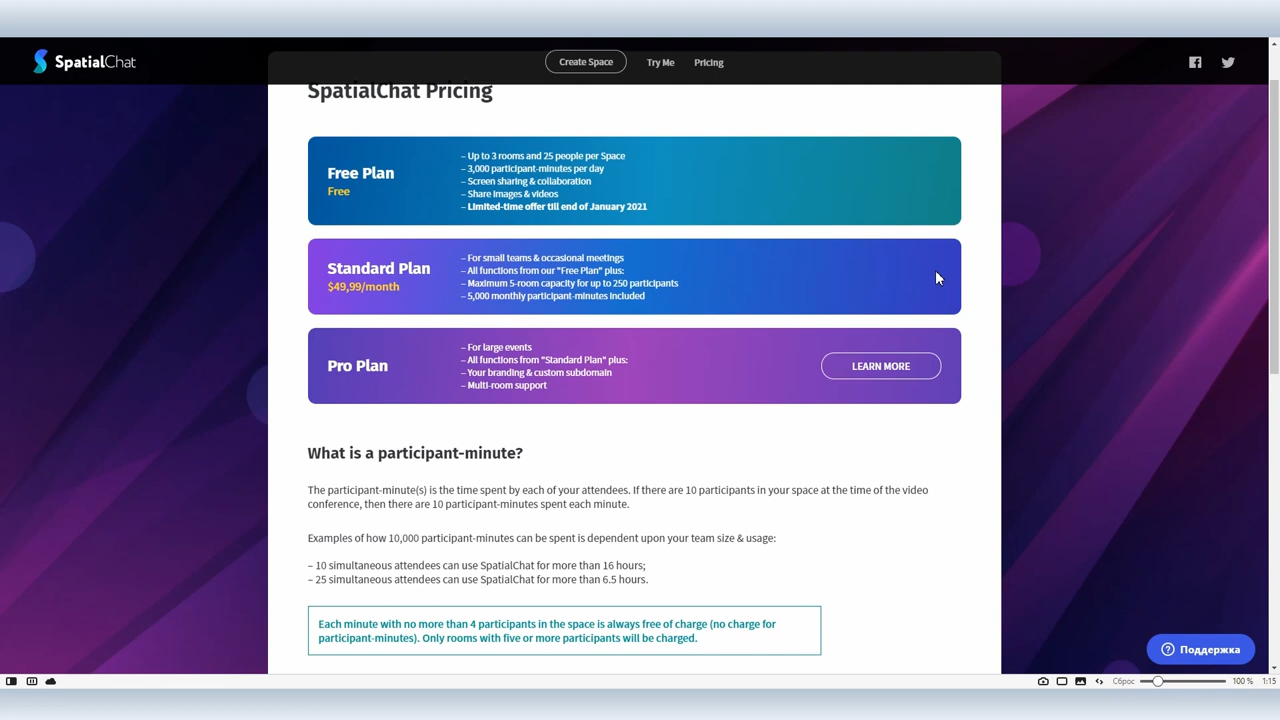 SpatialChat
Create Space
Try Me
Pricing
SpatialChat Pricing
Free Plan
Free
– Up to 3 rooms and 25 people per Space
– 3,000 participant-minutes per day
– Screen sharing & collaboration
– Share images & videos
– Limited-time offer till end of January 2021
Standard Plan
$49,99/month
– For small teams & occasional meetings
– All functions from our "Free Plan" plus:
– Maximum 5-room capacity for up to 250 participants
– 5,000 monthly participant-minutes included
Pro Plan
– For large events
– All functions from "Standard Plan" plus:
– Your branding & custom subdomain
– Multi-room support
LEARN MORE
What is a participant-minute?
The participant-minute(s) is the time spent by each of your attendees. If there are 10 participants in your space at the time of the video
conference, then there are 10 participant-minutes spent each minute.
Examples of how 10,000 participant-minutes can be spent is dependent upon your team size & usage:
– 10 simultaneous attendees can use SpatialChat for more than 16 hours;
– 25 simultaneous attendees can use SpatialChat for more than 6.5 hours.
Each minute with no more than 4 participants in the space is always free of charge (no charge for
participant-minutes). Only rooms with five or more participants will be charged.
Поддержка
Сброс
100 %
1:15